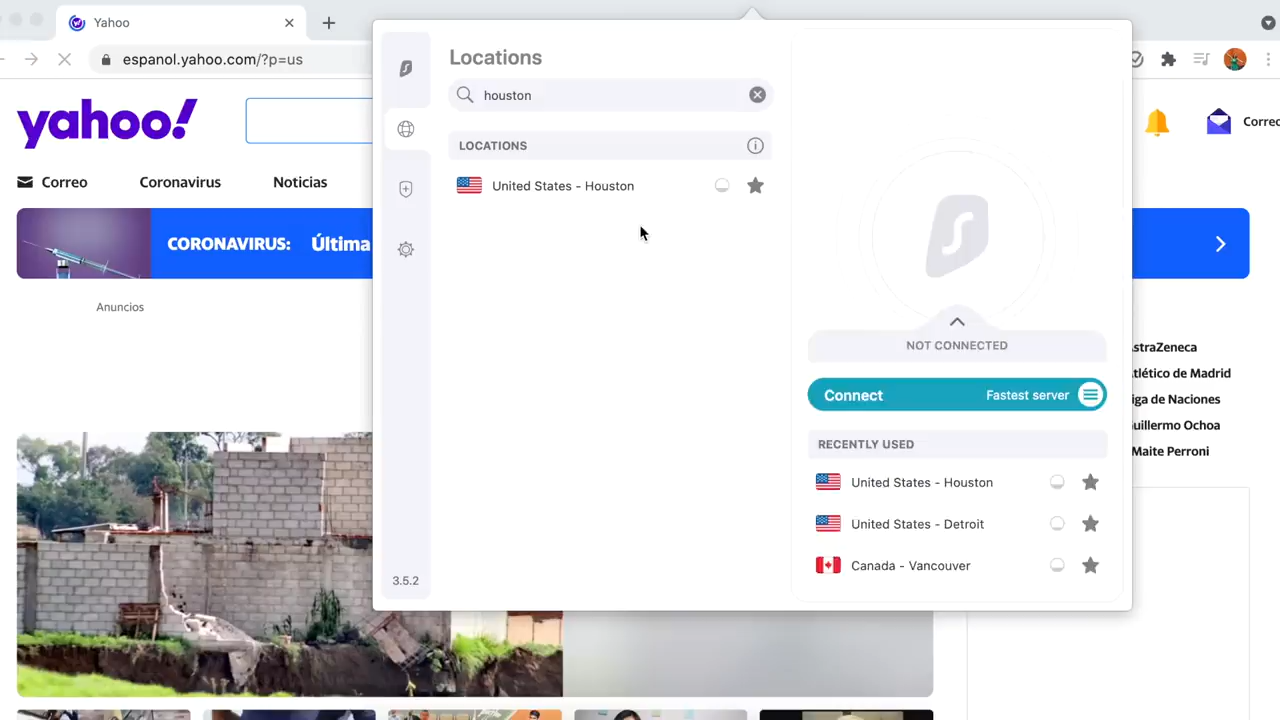 Yahoo
espanol.yahoo.com/?p=us
yahoo!
Correo
Coronavirus
Noticias
CORONAVIRUS:
Última
Anuncios
Locations
houston
LOCATIONS
United States - Houston
3.5.2
NOT CONNECTED
Connect
Fastest server
RECENTLY USED
United States - Houston
United States - Detroit
Canada - Vancouver
Correo
AstraZeneca
Atlético de Madrid
Liga de Naciones
Guillermo Ochoa
Maite Perroni